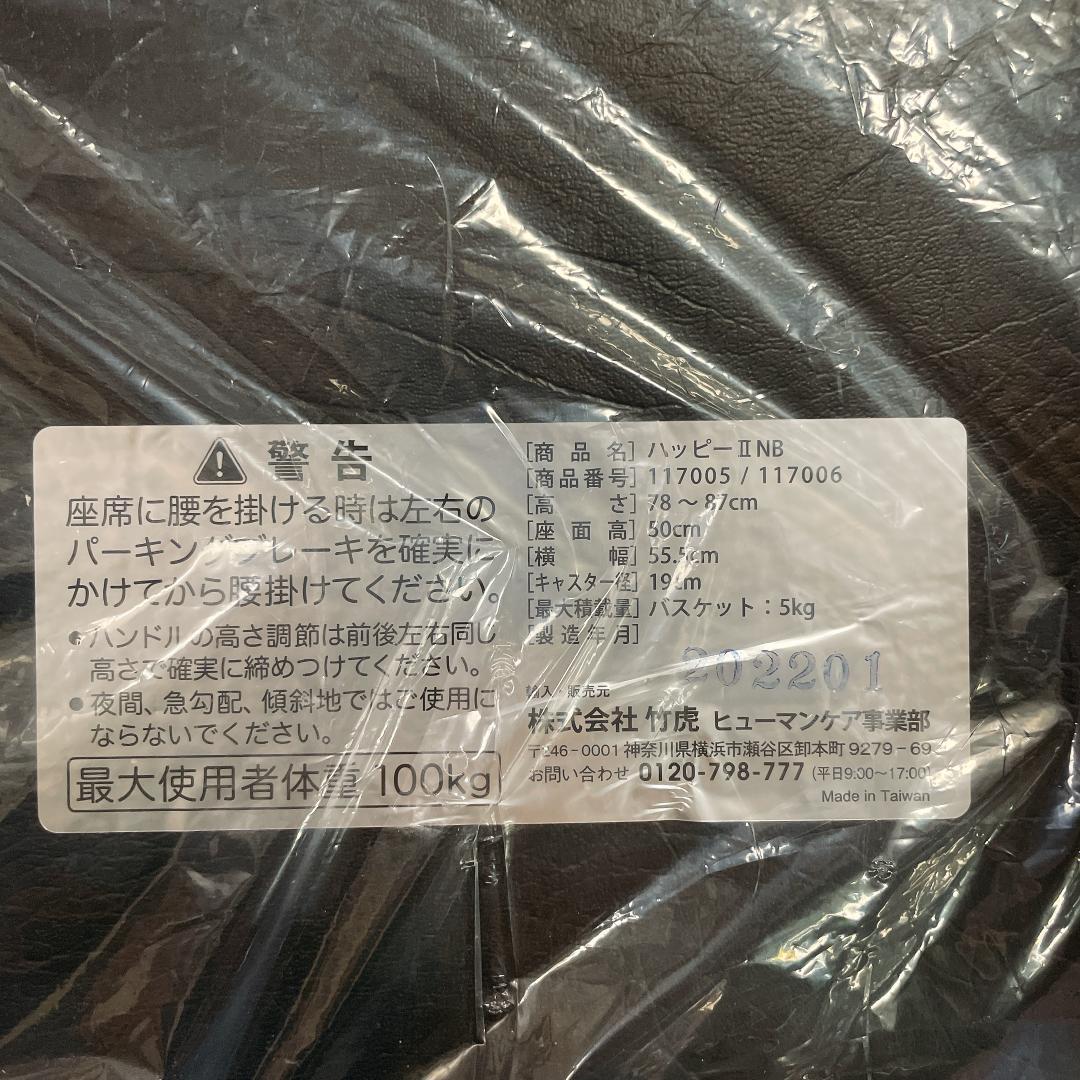 警告
座席に腰を掛ける時は左右の
パーキングブレーキを確実に
かけてから腰掛けてください。
●ハンドルの高さ調節は前後左右同じ
高さで確実に締めつけてください。
●夜間、急勾配、傾斜地ではご使用に
ならないでください。
最大使用者体重 100kg
[商品名] ハッピーⅡNB
[商品番号] 117005 / 117006
[高さ] 78～87cm
[座面高] 50cm
[横幅] 55.5cm
[キャスター径] 19cm
[最大積載量] バスケット：5kg
[製造年月]
202201
輸入・販売元
株式会社 竹虎 ヒューマンケア事業部
〒246-0001 神奈川県横浜市瀬谷区卸本町 9279-69
お問い合わせ 0120-798-777 (平日9:00～17:00)
Made in Taiwan